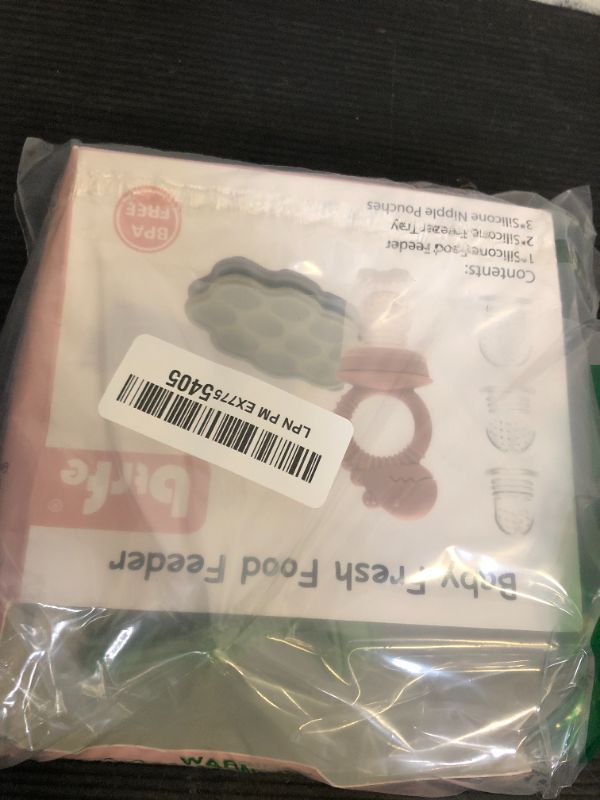 Baby Fresh Food Feeder
LPN PM EX7755405
Contents:
1*Silicone Food Feeder
2*Silicone Freezer Tray
3*Silicone Nipple Pouches
BPA
FREE